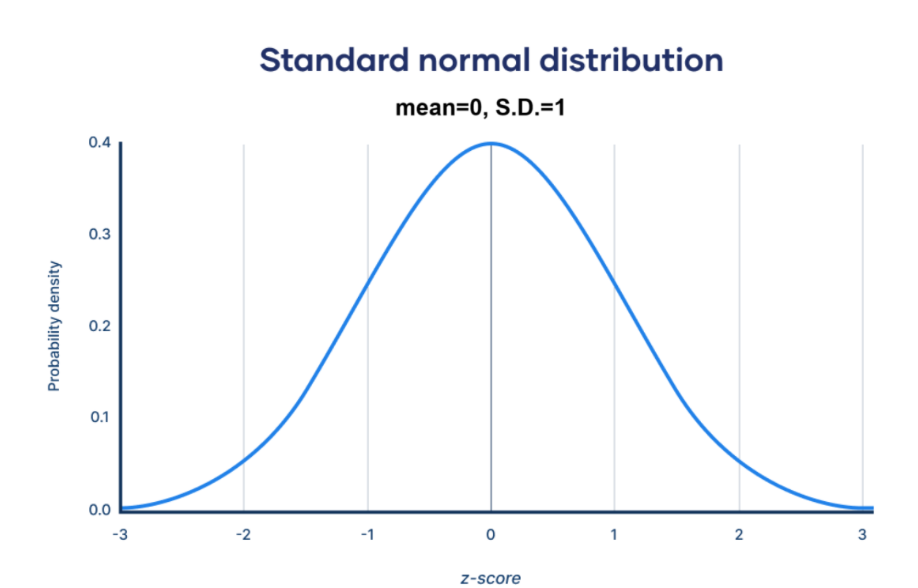 Standard normal distribution
mean=0, S.D.=1
0.4
0.3
0.2
0.1
0.0
Probability density
-3 -2 -1 0 1 2 3
z-score